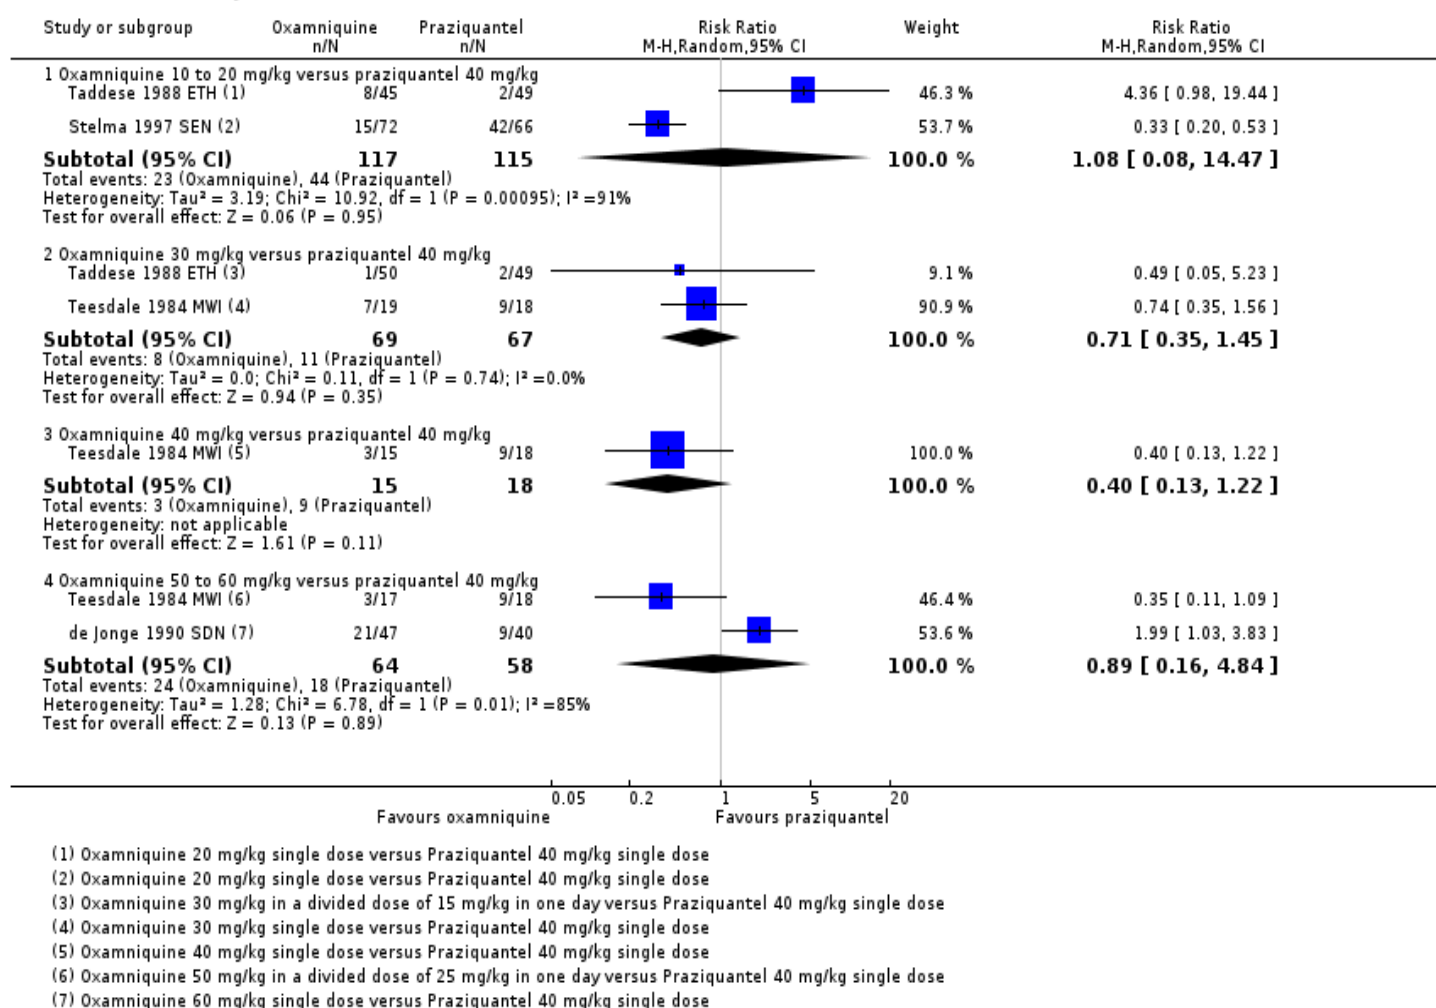 Study or subgroup Oxamniquine Praziquantel Risk Ratio Weight Risk Ratio
n/N n/N M-H,Random,95% CI M-H,Random,95% CI
1 Oxamniquine 10 to 20 mg/kg versus praziquantel 40 mg/kg
Taddese 1988 ETH (1) 8/45 2/49 46.3 % 4.36 [ 0.98, 19.44 ]
Stelma 1997 SEN (2) 15/72 42/66 53.7 % 0.33 [ 0.20, 0.53 ]
Subtotal (95% CI) 117 115 100.0 % 1.08 [ 0.08, 14.47 ]
Total events: 23 (Oxamniquine), 44 (Praziquantel)
Heterogeneity: Tau² = 3.19; Chi² = 10.92, df = 1 (P = 0.00095); I² =91%
Test for overall effect: Z = 0.06 (P = 0.95)
2 Oxamniquine 30 mg/kg versus praziquantel 40 mg/kg
Taddese 1988 ETH (3) 1/50 2/49 9.1 % 0.49 [ 0.05, 5.23 ]
Teesdale 1984 MWI (4) 7/19 9/18 90.9 % 0.74 [ 0.35, 1.56 ]
Subtotal (95% CI) 69 67 100.0 % 0.71 [ 0.35, 1.45 ]
Total events: 8 (Oxamniquine), 11 (Praziquantel)
Heterogeneity: Tau² = 0.0; Chi² = 0.11, df = 1 (P = 0.74); I² =0.0%
Test for overall effect: Z = 0.94 (P = 0.35)
3 Oxamniquine 40 mg/kg versus praziquantel 40 mg/kg
Teesdale 1984 MWI (5) 3/15 9/18 100.0 % 0.40 [ 0.13, 1.22 ]
Subtotal (95% CI) 15 18 100.0 % 0.40 [ 0.13, 1.22 ]
Total events: 3 (Oxamniquine), 9 (Praziquantel)
Heterogeneity: not applicable
Test for overall effect: Z = 1.61 (P = 0.11)
4 Oxamniquine 50 to 60 mg/kg versus praziquantel 40 mg/kg
Teesdale 1984 MWI (6) 3/17 9/18 46.4 % 0.35 [ 0.11, 1.09 ]
de Jonge 1990 SDN (7) 21/47 9/40 53.6 % 1.99 [ 1.03, 3.83 ]
Subtotal (95% CI) 64 58 100.0 % 0.89 [ 0.16, 4.84 ]
Total events: 24 (Oxamniquine), 18 (Praziquantel)
Heterogeneity: Tau² = 1.28; Chi² = 6.78, df = 1 (P = 0.01); I² =85%
Test for overall effect: Z = 0.13 (P = 0.89)
0.05 0.2 1 5 20
Favours oxamniquine Favours praziquantel
(1) Oxamniquine 20 mg/kg single dose versus Praziquantel 40 mg/kg single dose
(2) Oxamniquine 20 mg/kg single dose versus Praziquantel 40 mg/kg single dose
(3) Oxamniquine 30 mg/kg in a divided dose of 15 mg/kg in one day versus Praziquantel 40 mg/kg single dose
(4) Oxamniquine 30 mg/kg single dose versus Praziquantel 40 mg/kg single dose
(5) Oxamniquine 40 mg/kg single dose versus Praziquantel 40 mg/kg single dose
(6) Oxamniquine 50 mg/kg in a divided dose of 25 mg/kg in one day versus Praziquantel 40 mg/kg single dose
(7) Oxamniquine 60 mg/kg single dose versus Praziquantel 40 mg/kg single dose